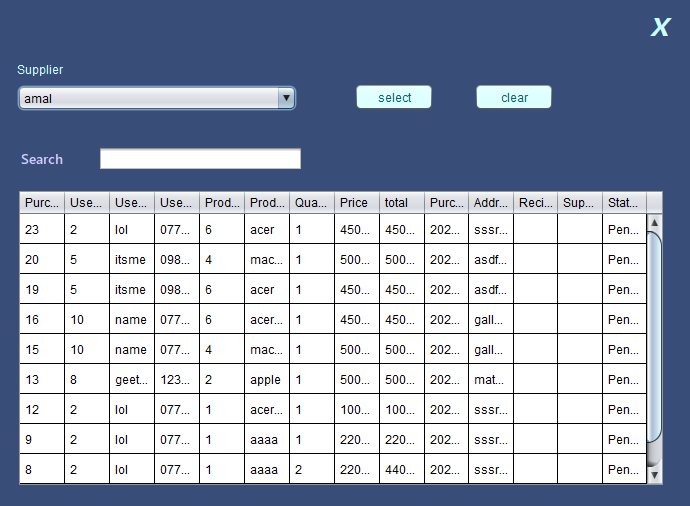 X
Supplier
amal select clear
Search
Purc... Use... Use... Use... Prod... Prod... Qua... Price total Purc... Addr... Reci... Sup... Stat...
23 2 lol 077... 6 acer 1 450... 450... 202... sssr... Pen...
20 5 itsme 098... 4 mac... 1 500... 500... 202... asdf... Pen...
19 5 itsme 098... 6 acer 1 450... 450... 202... asdf... Pen...
16 10 name 077... 6 acer... 1 450... 450... 202... gall... Pen...
15 10 name 077... 4 mac... 1 500... 500... 202... gall... Pen...
13 8 geet... 123... 2 apple 1 500... 500... 202... mat... Pen...
12 2 lol 077... 1 acer... 1 100... 100... 202... sssr... Pen...
9 2 lol 077... 1 aaaa 1 220... 220... 202... sssr... Pen...
8 2 lol 077... 1 aaaa 2 220... 440... 202... sssr... Pen...